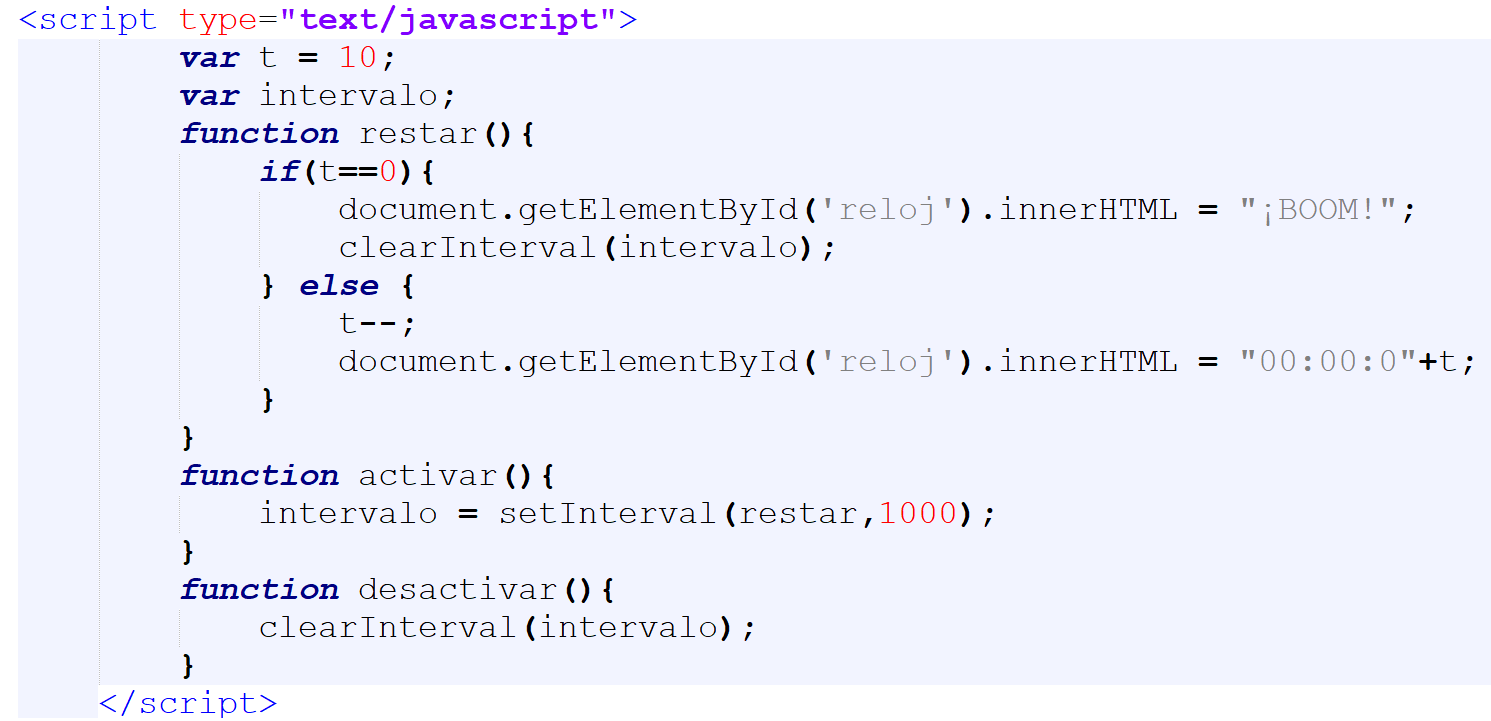 <script type="text/javascript">
var t = 10;
var intervalo;
function restar(){
if(t==0){
document.getElementById('reloj').innerHTML = "¡BOOM!";
clearInterval(intervalo);
} else {
t--;
document.getElementById('reloj').innerHTML = "00:00:0"+t;
}
}
function activar(){
intervalo = setInterval(restar,1000);
}
function desactivar(){
clearInterval(intervalo);
}
</script>